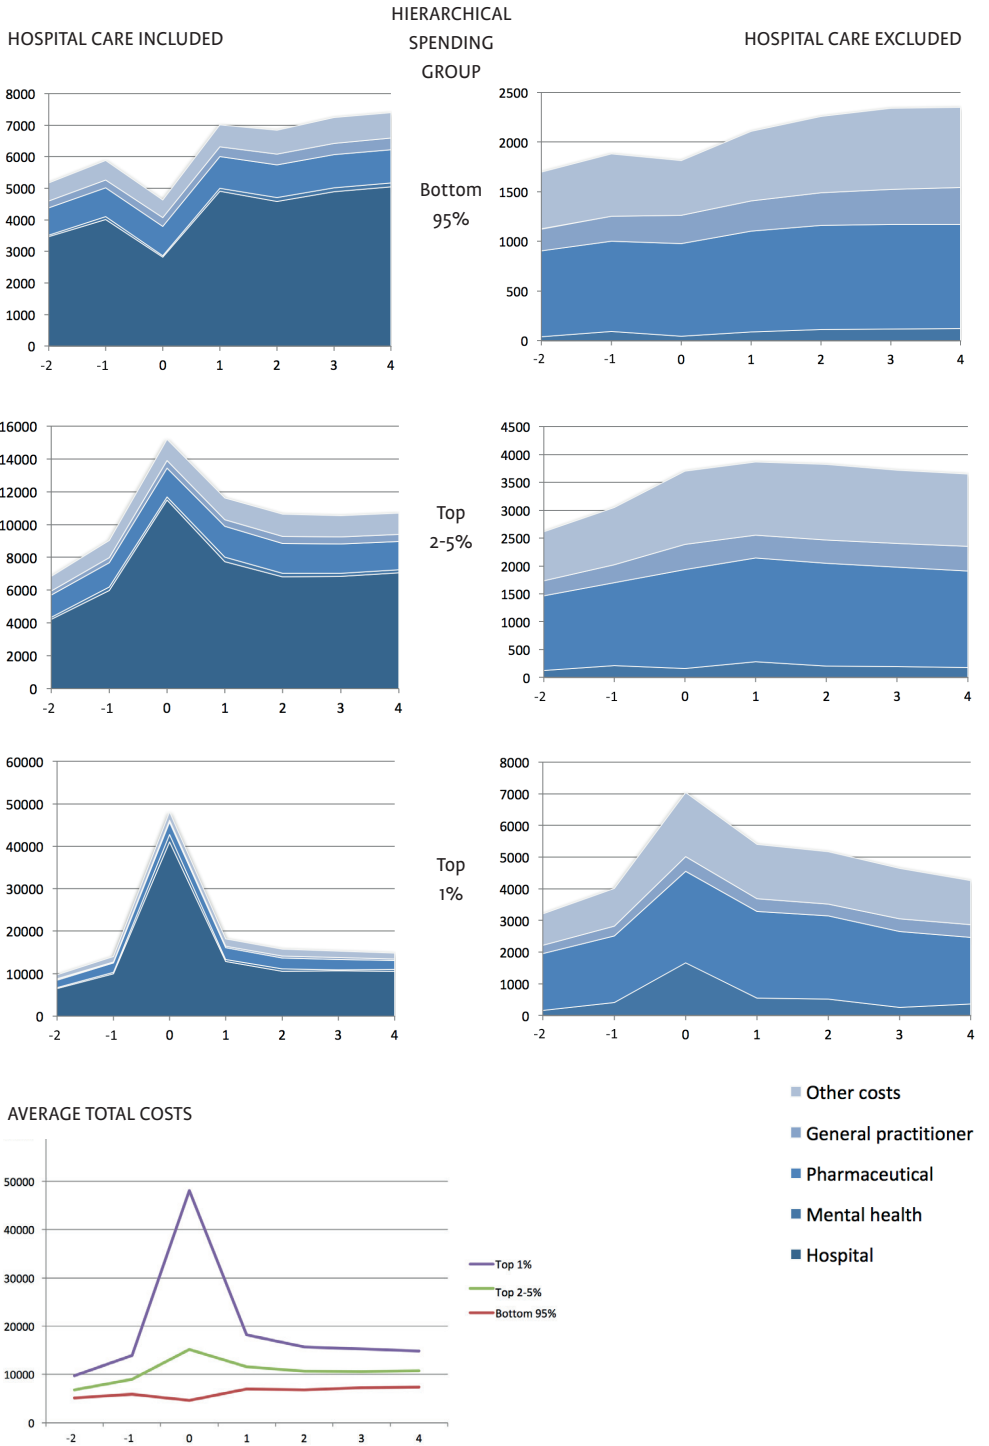 HIERARCHICAL
SPENDING
GROUP
HOSPITAL CARE INCLUDED
HOSPITAL CARE EXCLUDED
8000
7000
6000
5000
4000
3000
2000
1000
0
-2 -1 0 1 2 3 4
Bottom
95%
2500
2000
1500
1000
500
0
-2 -1 0 1 2 3 4
16000
14000
12000
10000
8000
6000
4000
2000
0
-2 -1 0 1 2 3 4
Top
2-5%
4500
4000
3500
3000
2500
2000
1500
1000
500
0
-2 -1 0 1 2 3 4
60000
50000
40000
30000
20000
10000
0
-2 -1 0 1 2 3 4
Top
1%
8000
7000
6000
5000
4000
3000
2000
1000
0
-2 -1 0 1 2 3 4
Other costs
General practitioner
Pharmaceutical
Mental health
Hospital
AVERAGE TOTAL COSTS
50000
40000
30000
20000
10000
0
-2 -1 0 1 2 3 4
Top 1%
Top 2-5%
Bottom 95%